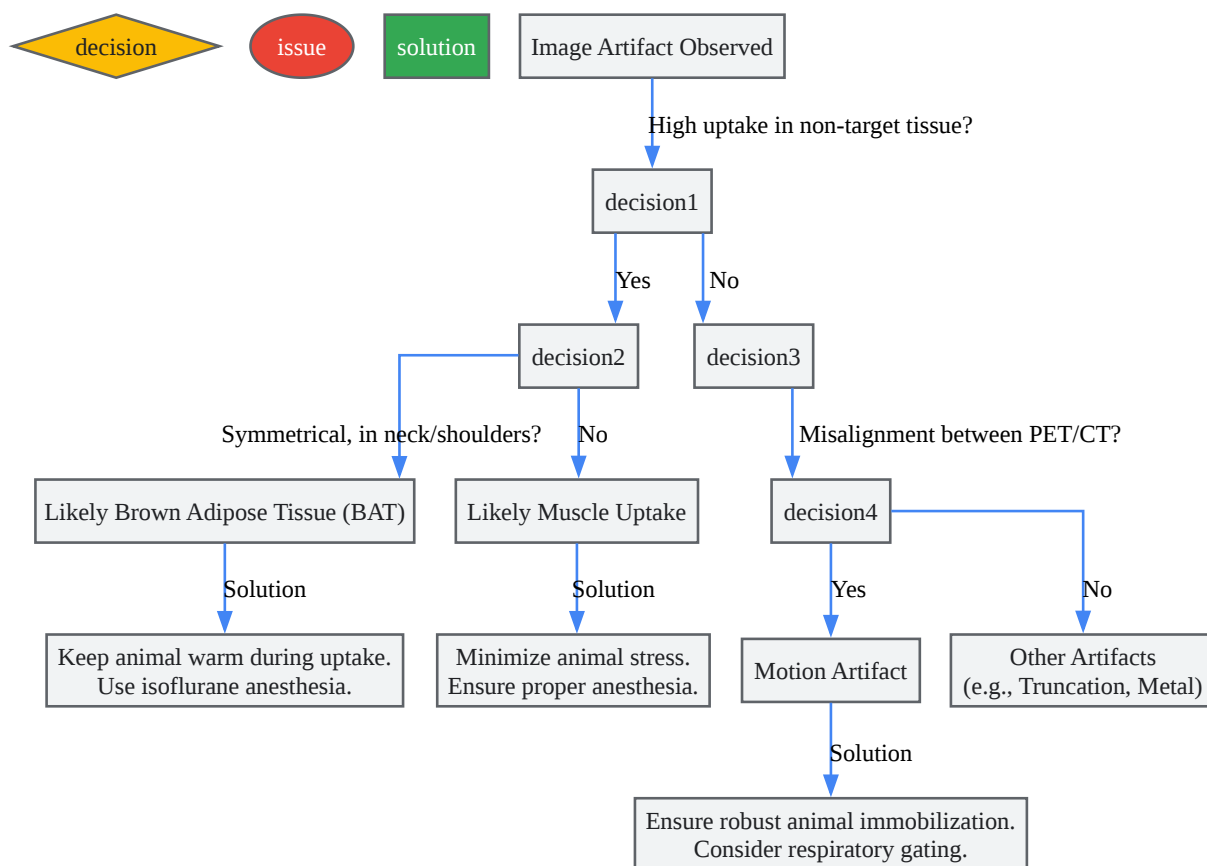 decision
issue
solution
Image Artifact Observed
High uptake in non-target tissue?
decision1
Yes
No
decision2
decision3
Symmetrical, in neck/shoulders?
No
Misalignment between PET/CT?
Likely Brown Adipose Tissue (BAT)
Likely Muscle Uptake
decision4
Solution
Solution
Yes
No
Keep animal warm during uptake.
Use isoflurane anesthesia.
Minimize animal stress.
Ensure proper anesthesia.
Motion Artifact
Other Artifacts
(e.g., Truncation, Metal)
Solution
Ensure robust animal immobilization.
Consider respiratory gating.